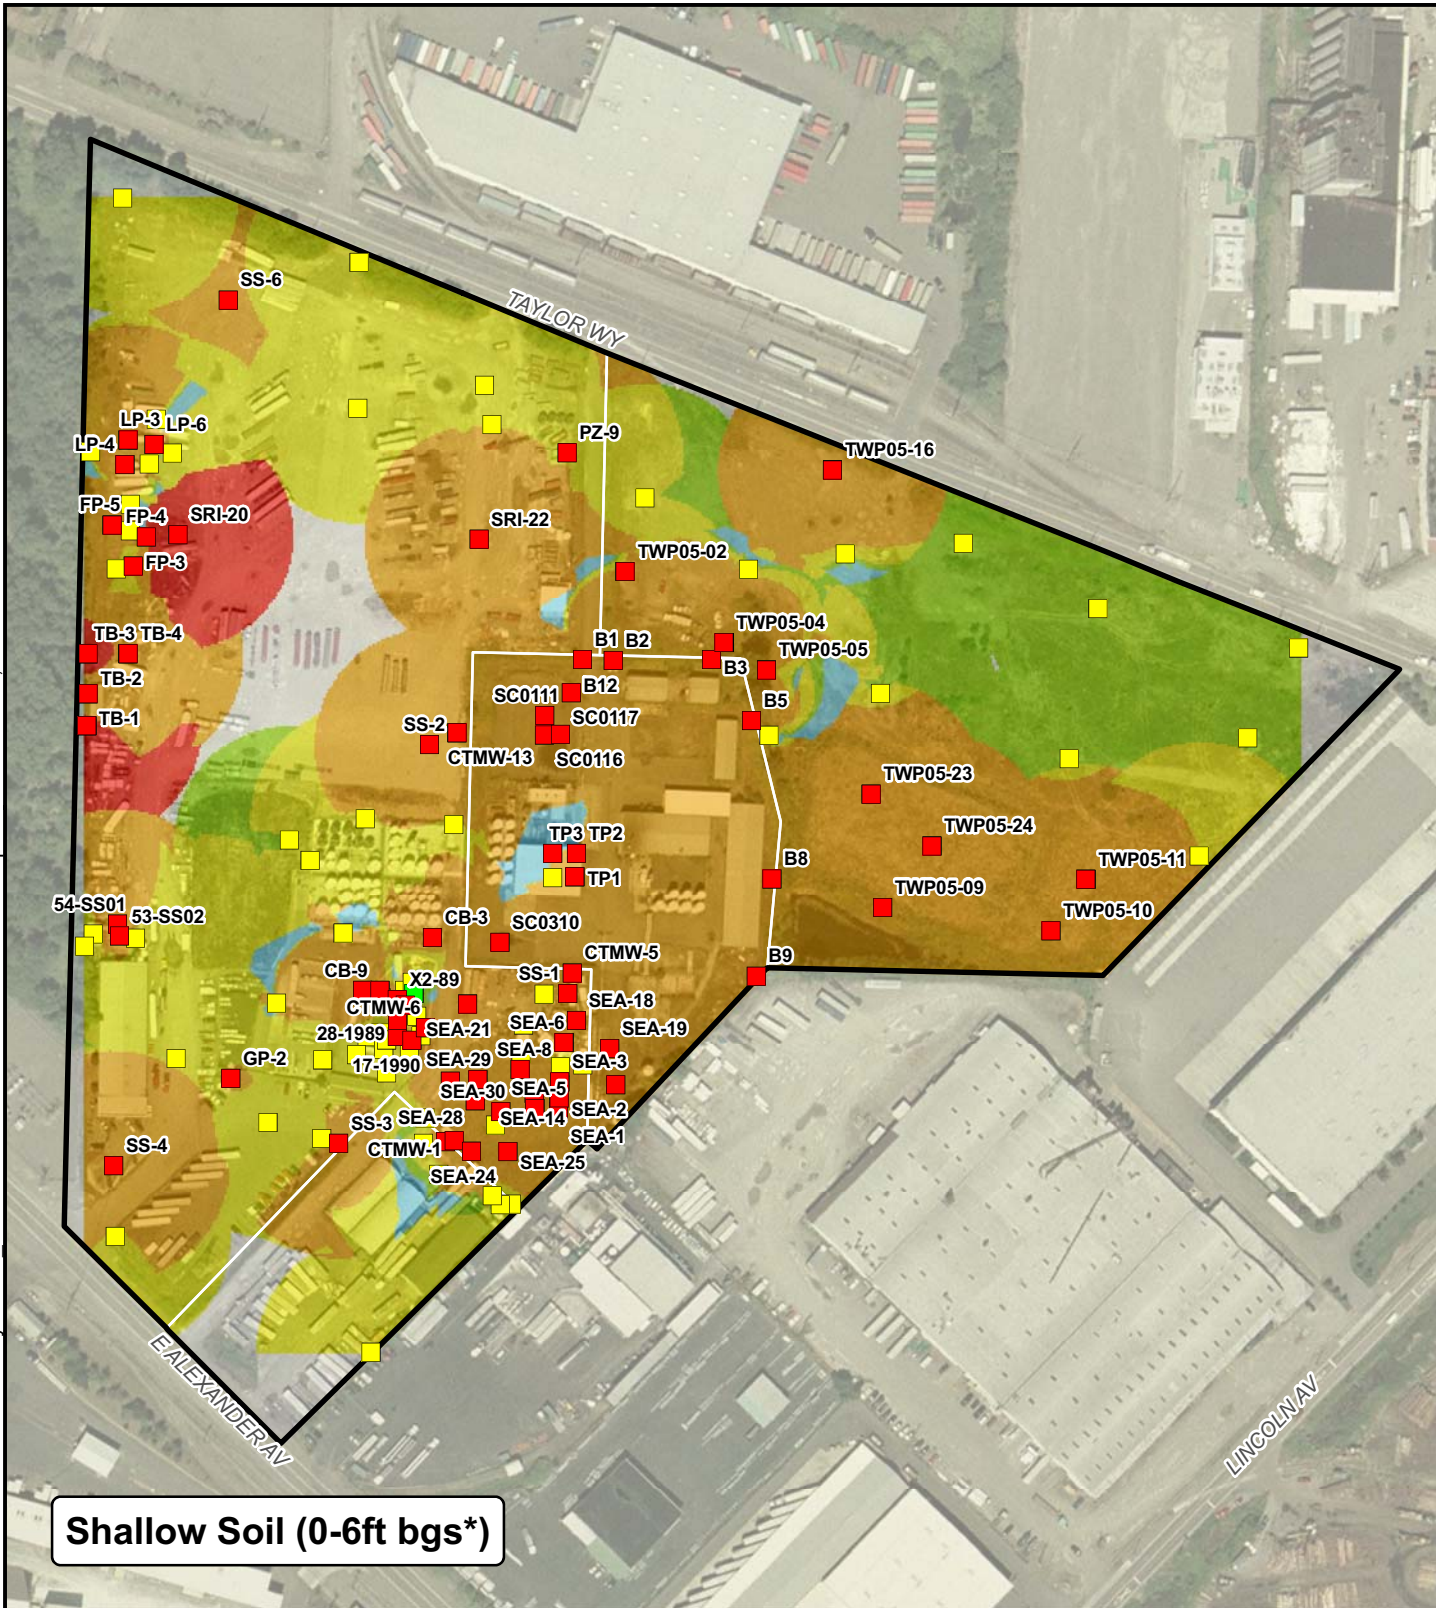 SS-6
TAYLOR WY
LP-3
LP-6
LP-4
PZ-9
TWP05-16
FP-5
FP-4
SRI-20
SRI-22
FP-3
TWP05-02
TB-3
TB-4
B1
B2
TWP05-04
B3
TWP05-05
TB-2
B12
SC0111
B5
TB-1
SS-2
SC0117
CTMW-13
SC0116
TWP05-23
TP3
TP2
TWP05-24
TP1
B8
TWP05-11
TWP05-09
54-SS01
53-SS02
CB-3
SC0310
TWP05-10
CTMW-5
B9
SS-1
CB-9
X2-89
SEA-18
CTMW-6
SEA-6
28-1989
SEA-21
SEA-19
SEA-8
SEA-3
17-1990
SEA-29
GP-2
SEA-30
SEA-5
SEA-2
SEA-14
SEA-28
SS-3
SEA-1
CTMW-1
SS-4
SEA-25
SEA-24
E ALEXANDER AV
LINCOLN AV
Shallow Soil (0-6ft bgs*)